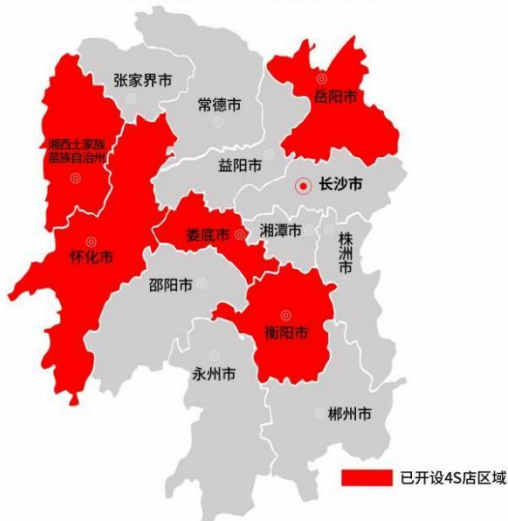 张家界市
常德市
岳阳市
湘西土家族
苗族自治州
益阳市
长沙市
怀化市
娄底市
湘潭市
株洲市
邵阳市
衡阳市
永州市
郴州市
已开设4S店区域